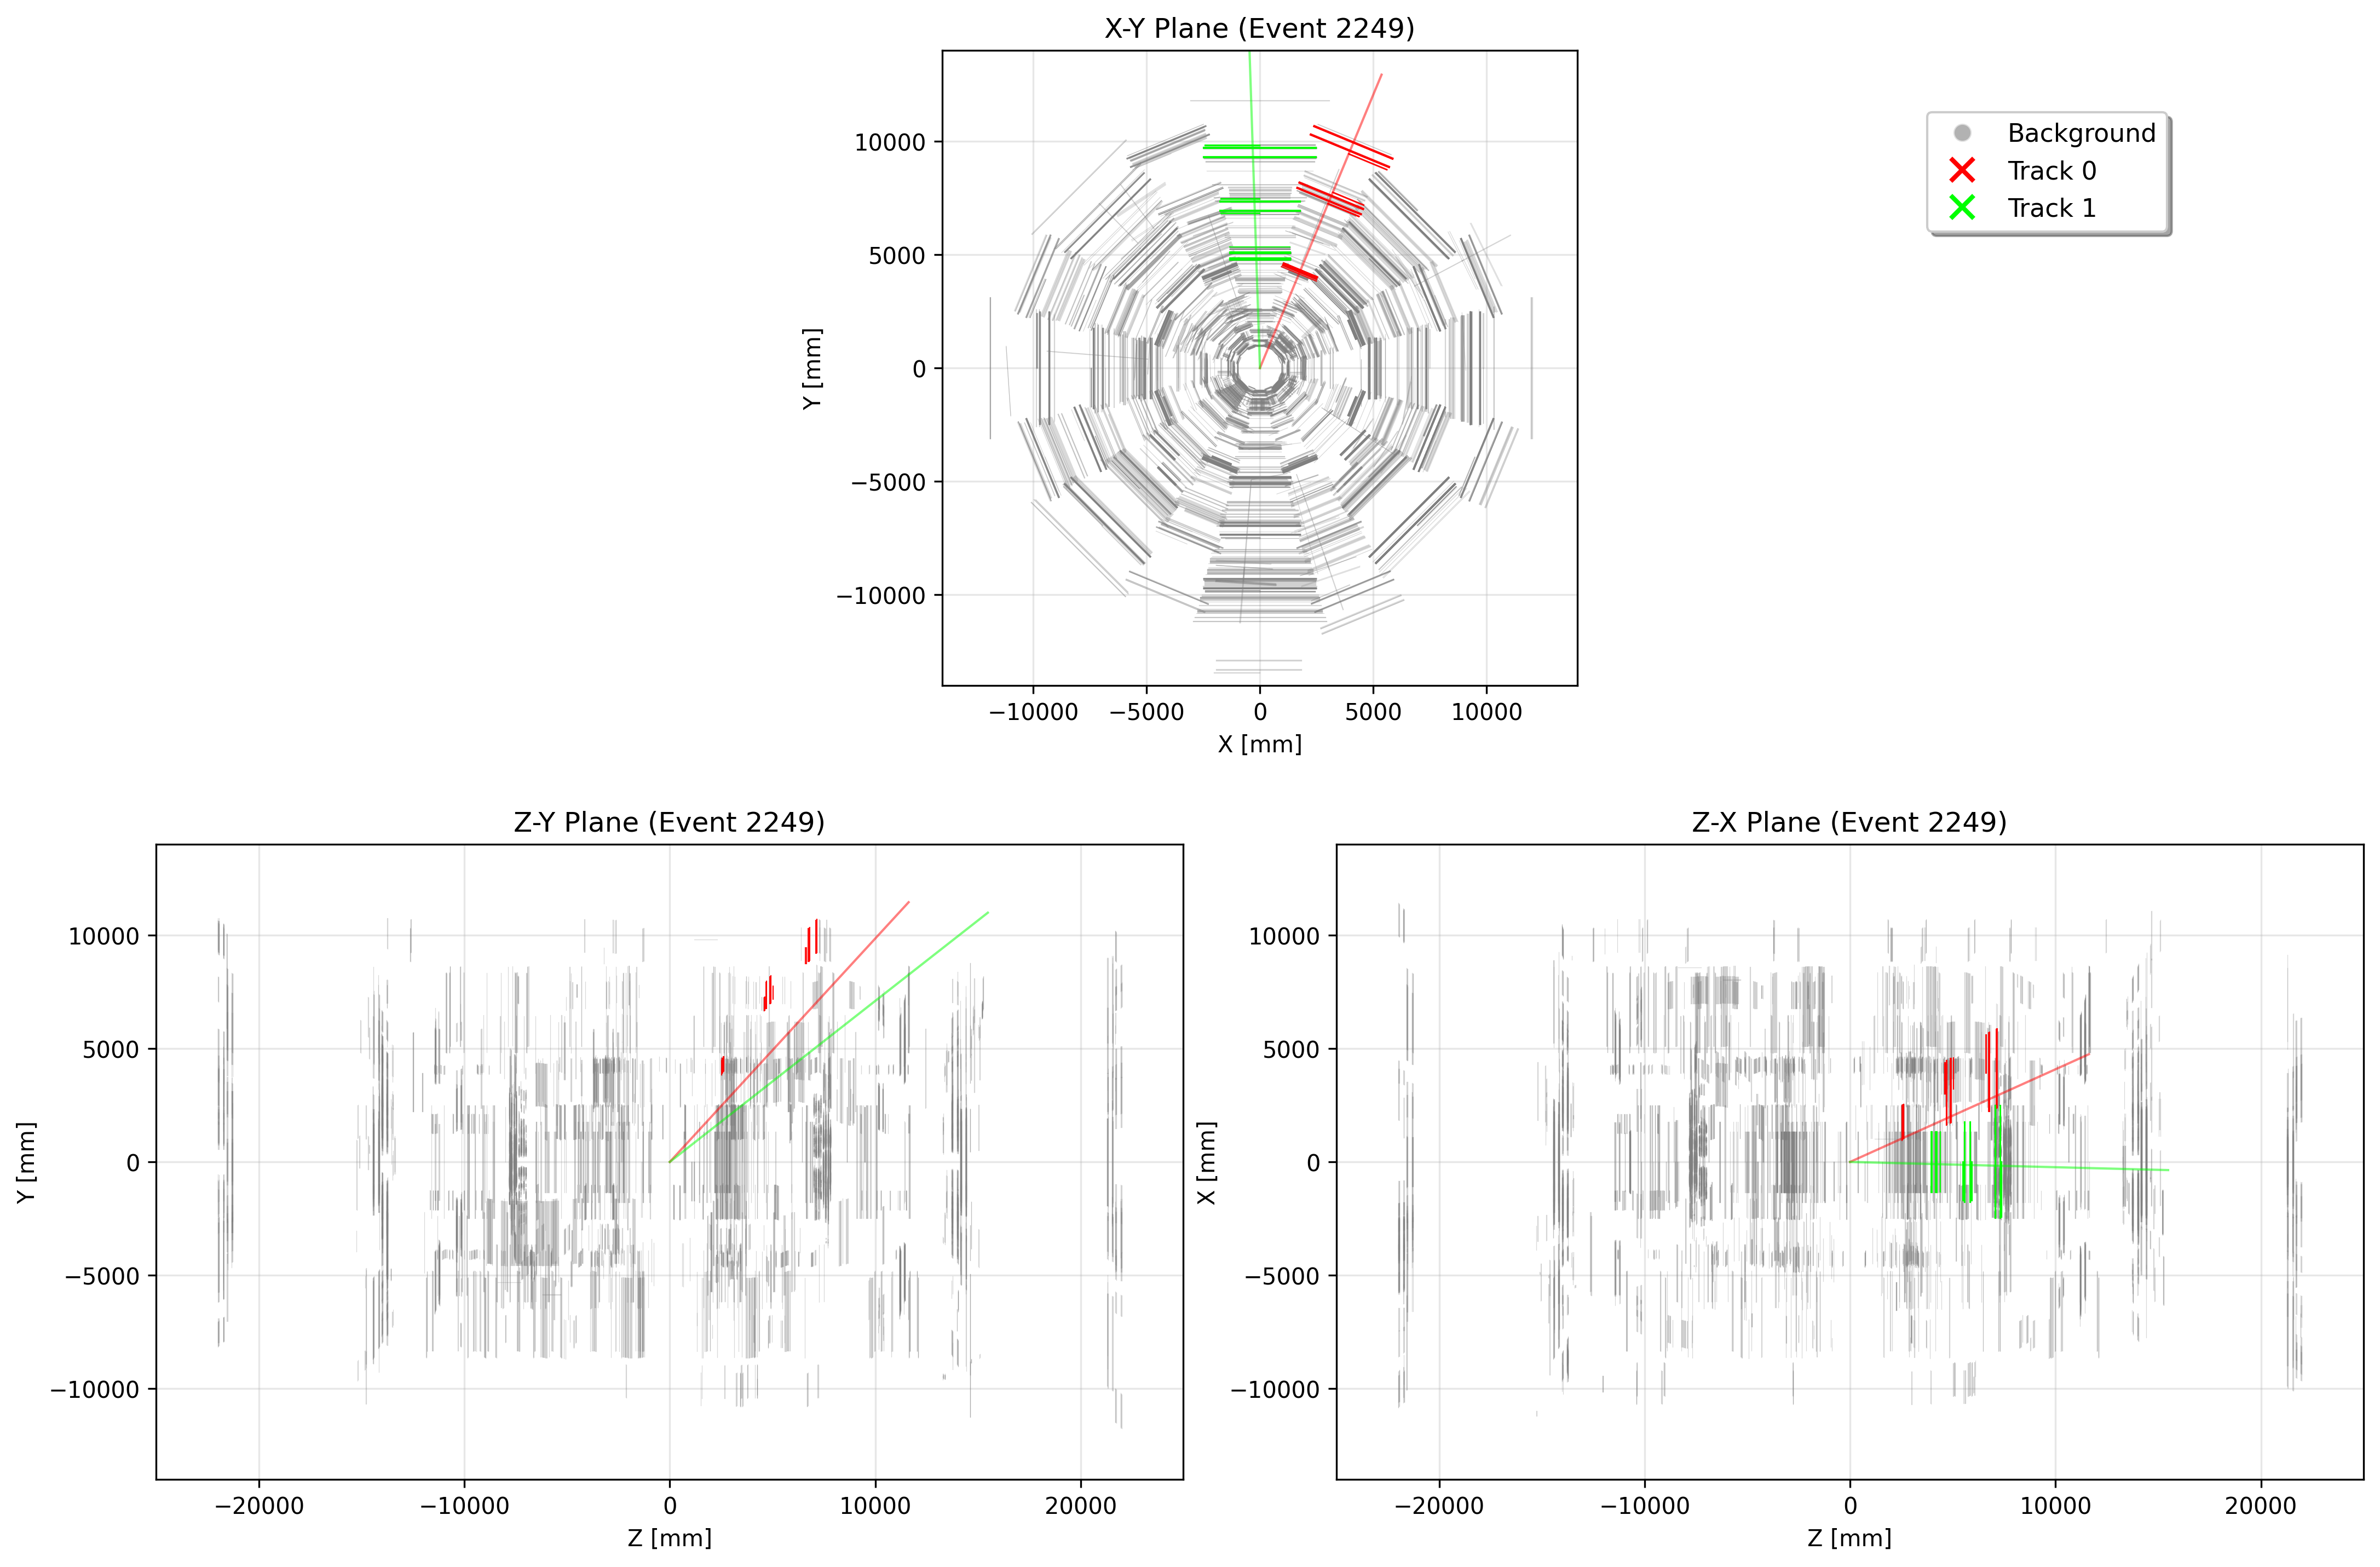 X-Y Plane (Event 2249)
Background
Track 0
Track 1
10000
5000
0
−5000
−10000
Y [mm]
−10000 −5000 0 5000 10000
X [mm]
Z-Y Plane (Event 2249)
10000
5000
0
−5000
−10000
Y [mm]
−20000 −10000 0 10000 20000
Z [mm]
Z-X Plane (Event 2249)
10000
5000
0
−5000
−10000
X [mm]
−20000 −10000 0 10000 20000
Z [mm]